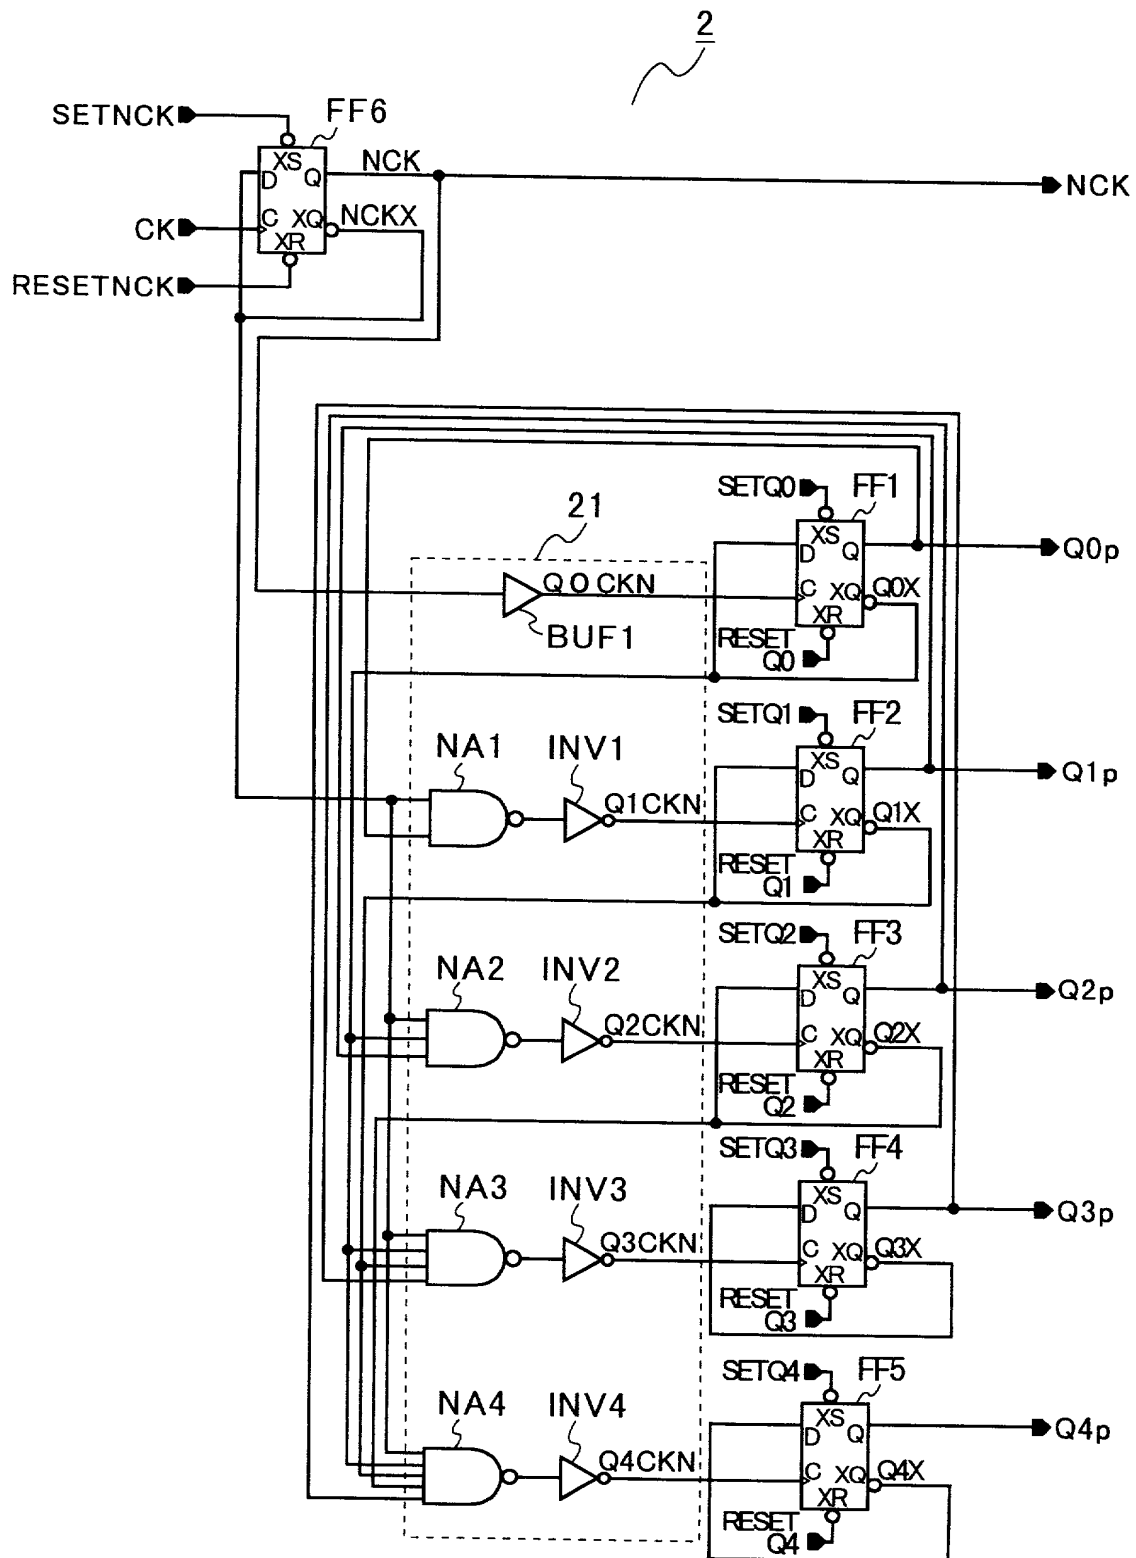 2
SETNCK
FF6
XS
NCK
D
Q
NCK
CK
C
XQ
NCKX
XR
RESETNCK
SETQ0
FF1
21
XS
D
Q
Q0p
Q0CKN
C
XQ
Q0X
BUF1
XR
RESET
Q0
SETQ1
FF2
NA1
INV1
XS
D
Q
Q1p
Q1CKN
C
XQ
Q1X
XR
RESET
Q1
SETQ2
FF3
NA2
INV2
XS
D
Q
Q2p
Q2CKN
C
XQ
Q2X
XR
RESET
Q2
SETQ3
FF4
NA3
INV3
XS
D
Q
Q3p
Q3CKN
C
XQ
Q3X
XR
RESET
Q3
SETQ4
FF5
NA4
INV4
XS
D
Q
Q4p
Q4CKN
C
XQ
Q4X
XR
RESET
Q4